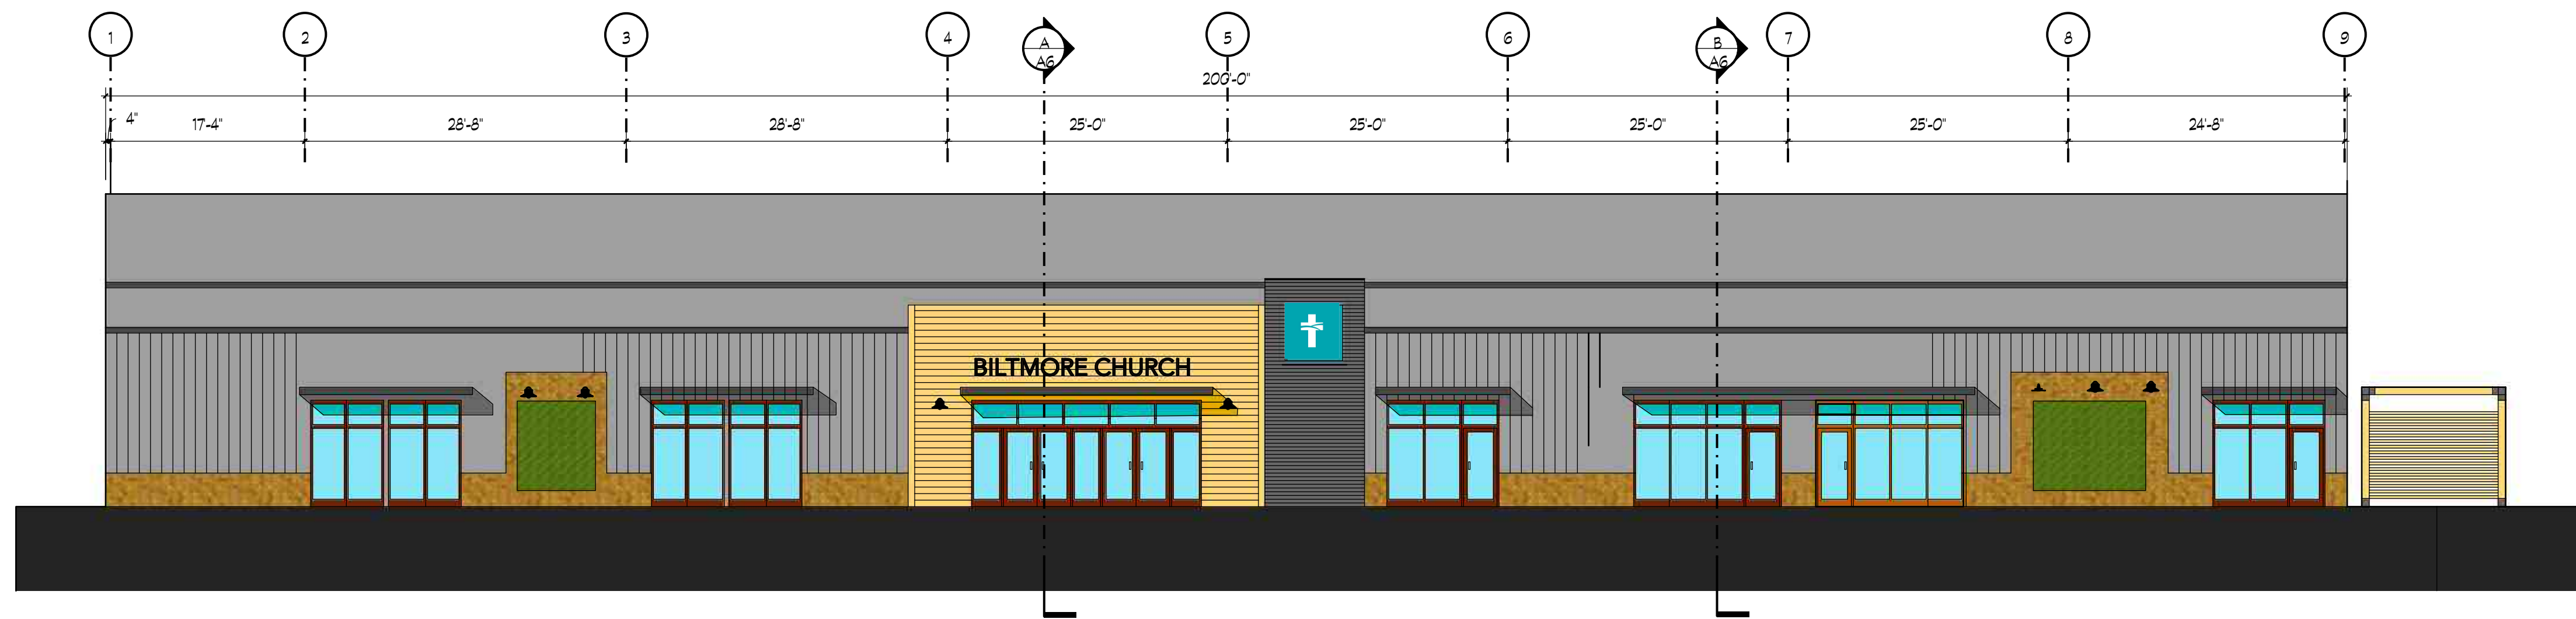 1 2 3 4 5 6 7 8 9
A
A6
B
A6
200'-0"
4" 17'-4" 28'-8" 28'-8" 25'-0" 25'-0" 25'-0" 25'-0" 24'-8"
BILTMORE CHURCH